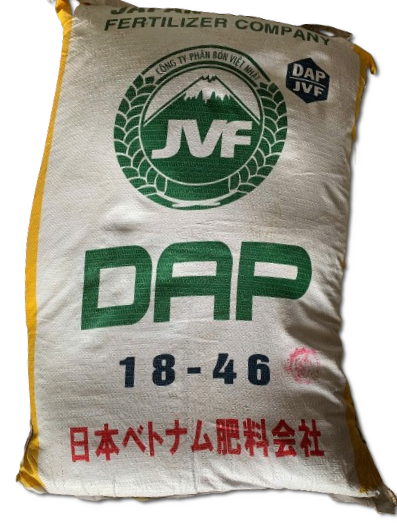 FERTILIZER COMPANY
CÔNG TY PHÂN BÓN VIỆT NHẬT
DAP
JVF
JVF
DAP
18-46
日本ベトナム肥料会社